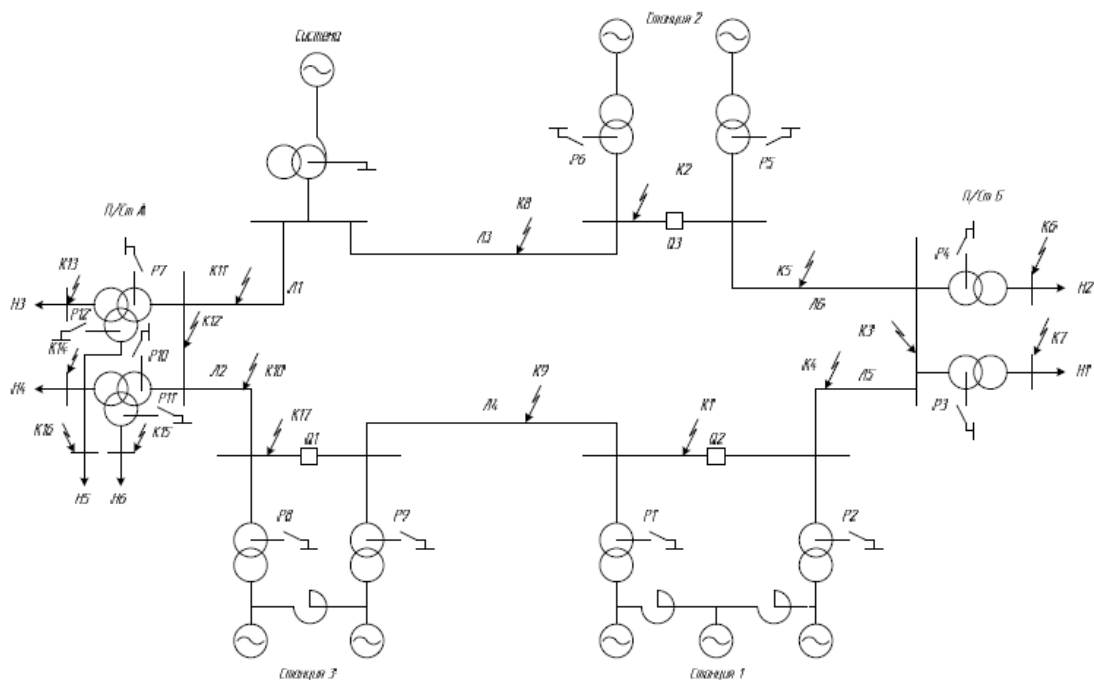 Система
Станция 2
Р6
Р5
К2
Q3
К8
Л3
П/Ст А
П/Ст Б
К13
Р7
К11
Л1
Н3
Р12
К12
К14
Р10
Н4
Л2
К10
Р11
К16
К15
Н5
Н6
К17
Q1
К9
Л4
К1
Q2
К4
Л5
К5
Л6
К3
Р4
К6
Н2
К7
Н1
Р3
Р8
Р9
Р1
Р2
Станция 3
Станция 1